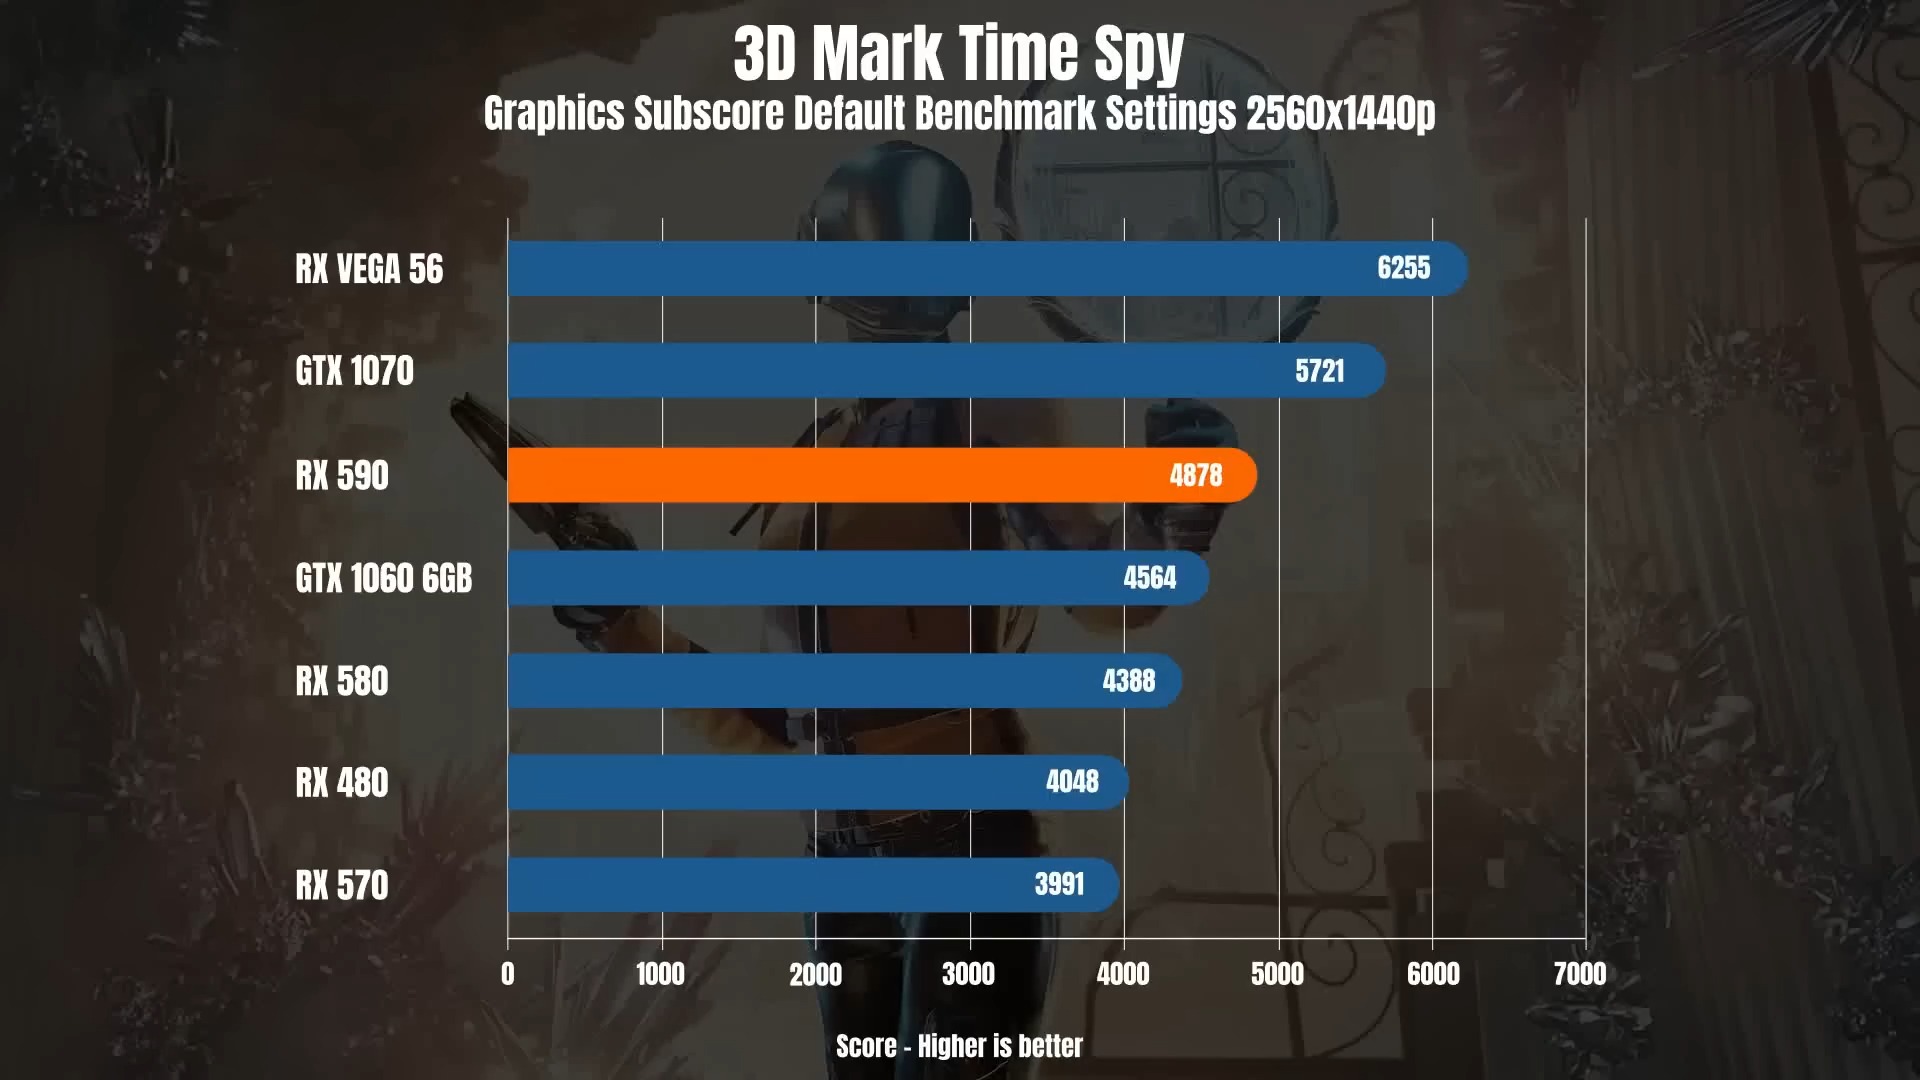 3D Mark Time Spy
Graphics Subscore Default Benchmark Settings 2560x1440p
RX VEGA 56 6255
GTX 1070 5721
RX 590 4878
GTX 1060 6GB 4564
RX 580 4388
RX 480 4048
RX 570 3991
0 1000 2000 3000 4000 5000 6000 7000
Score - Higher is better